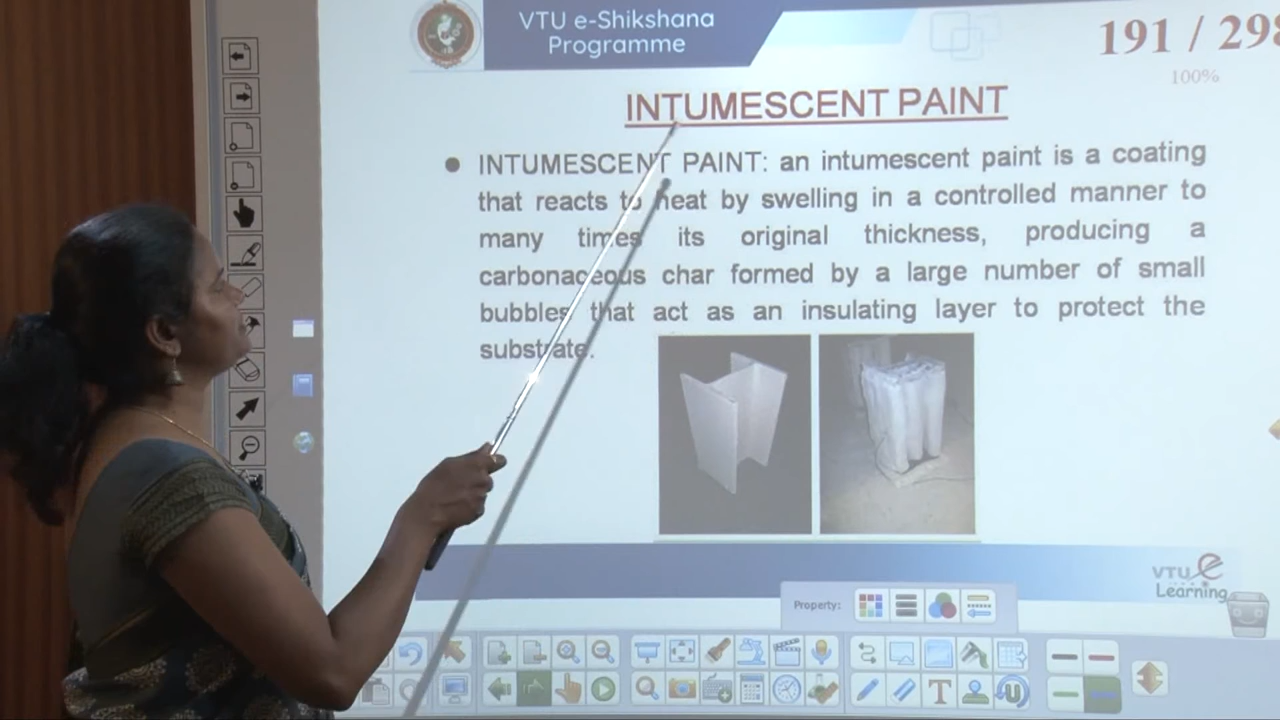 VTU e-Shikshana
Programme
191 / 298
100%
INTUMESCENT PAINT
INTUMESCENT PAINT: an intumescent paint is a coating
that reacts to heat by swelling in a controlled manner to
many times its original thickness, producing a
carbonaceous char formed by a large number of small
bubbles that act as an insulating layer to protect the
substrate.
VTU e
Learning
Property:
T